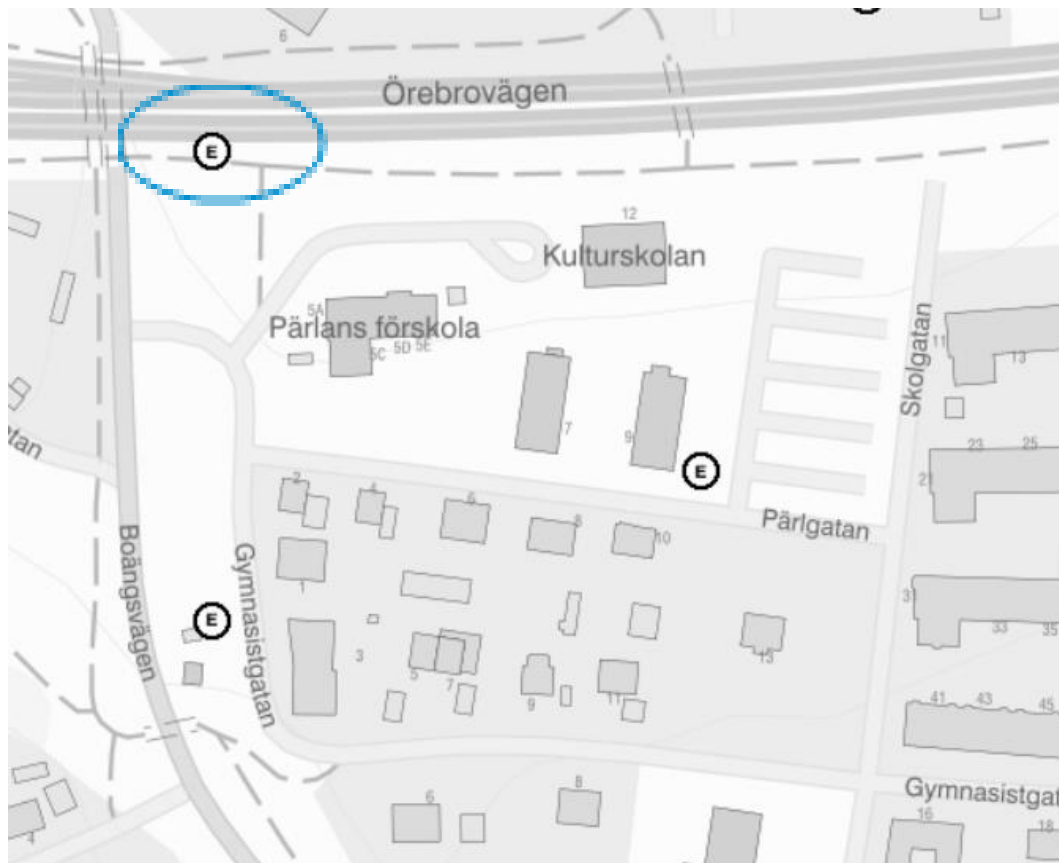 6
Örebrovägen
E
12
Kulturskolan
5A
Pärlans förskola
5C
5D
5E
Skolgatan
11
13
7
9
E
23
25
21
2
4
6
8
10
Pärlgatan
Boängsvägen
Gymnasistgatan
1
E
3
5
7
9
11
13
31
33
35
41
43
45
Gymnasistgat
6
8
16
18
4